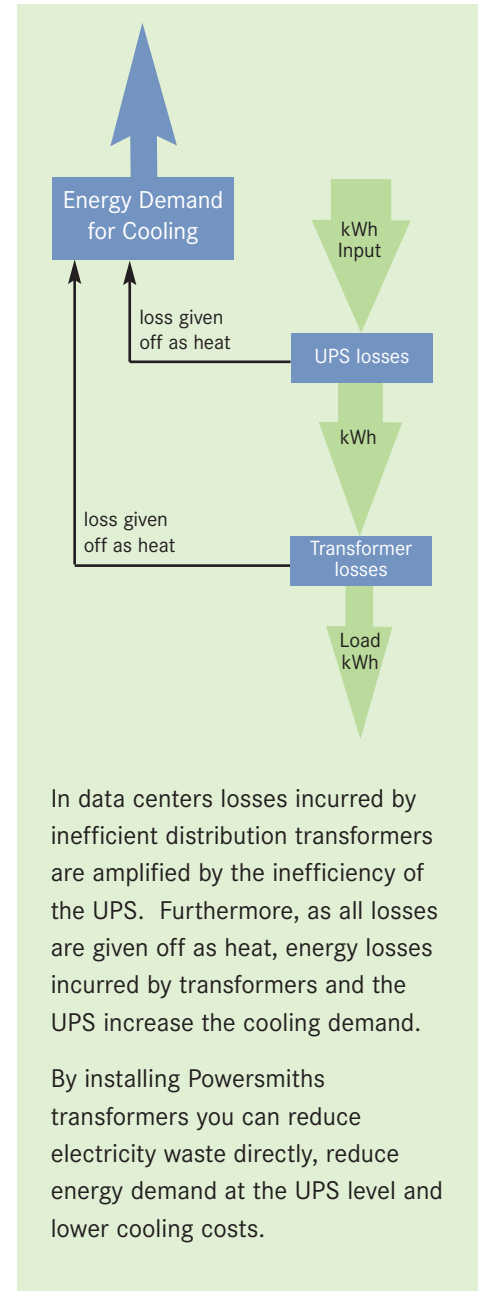 Energy Demand
for Cooling
kWh
Input
loss given
off as heat
UPS losses
kWh
loss given
off as heat
Transformer
losses
Load
kWh
In data centers losses incurred by
inefficient distribution transformers
are amplified by the inefficiency of
the UPS.  Furthermore, as all losses
are given off as heat, energy losses
incurred by transformers and the
UPS increase the cooling demand.
By installing Powersmiths
transformers you can reduce
electricity waste directly, reduce
energy demand at the UPS level and
lower cooling costs.